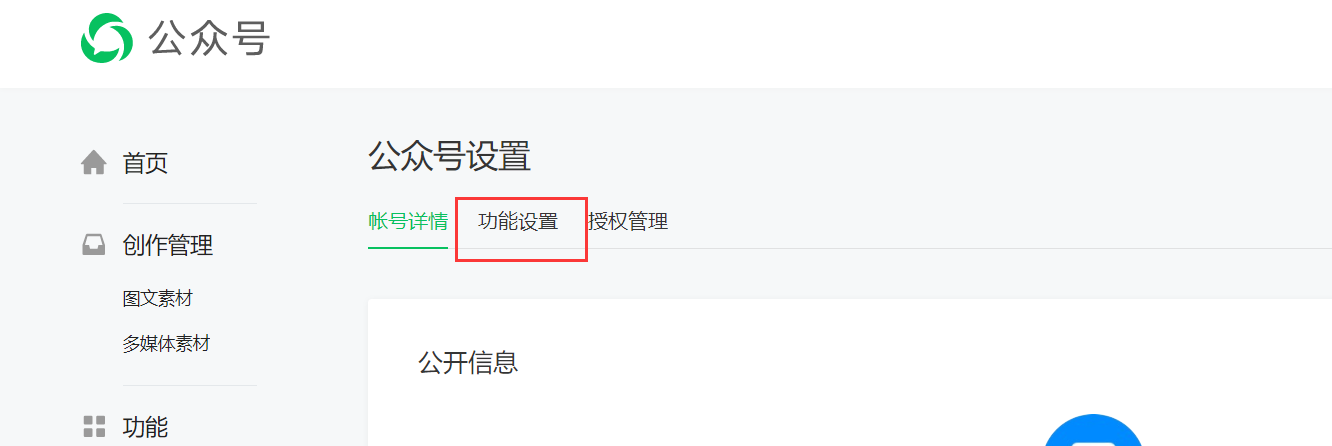 公众号
首页
创作管理
图文素材
多媒体素材
功能
公众号设置
帐号详情 功能设置 授权管理
公开信息